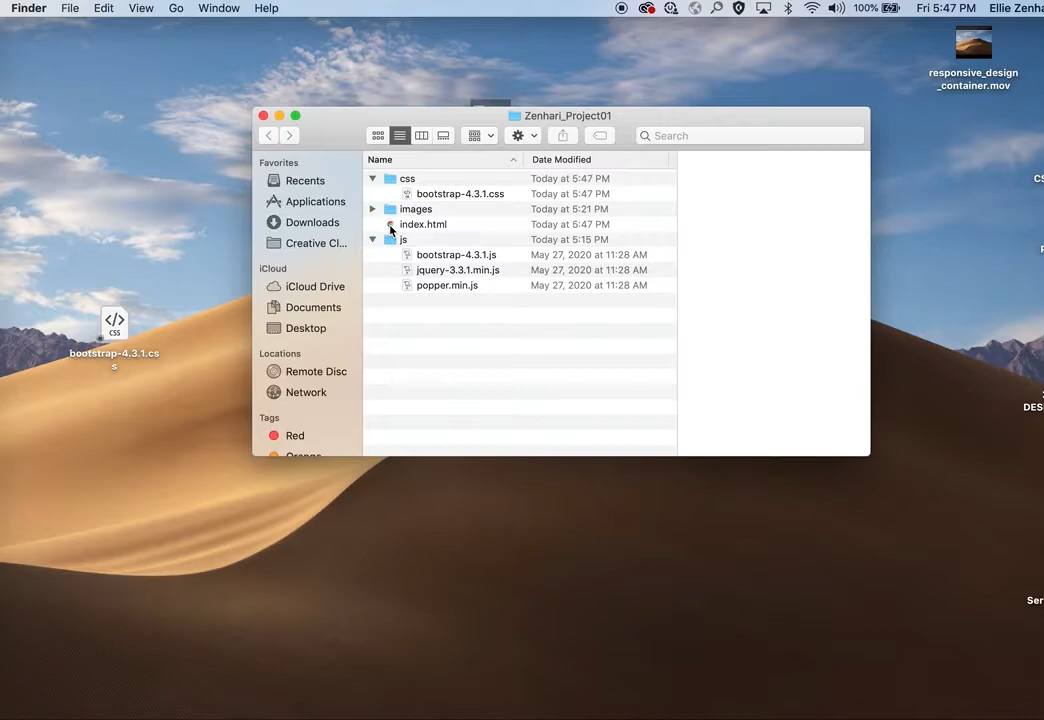 Finder File Edit View Go Window Help 100% Fri 5:47 PM Ellie Zenha
responsive_design
_container.mov
Zenhari_Project01
Search
Favorites
Recents
Applications
Downloads
Creative Cl...
iCloud
iCloud Drive
Documents
Desktop
Locations
Remote Disc
Network
Tags
Red
Orange
Name Date Modified
css Today at 5:47 PM
bootstrap-4.3.1.css Today at 5:47 PM
images Today at 5:21 PM
index.html Today at 5:47 PM
js Today at 5:15 PM
bootstrap-4.3.1.js May 27, 2020 at 11:28 AM
jquery-3.3.1.min.js May 27, 2020 at 11:28 AM
popper.min.js May 27, 2020 at 11:28 AM
CSS
bootstrap-4.3.1.cs
s
CS
DES
Ser